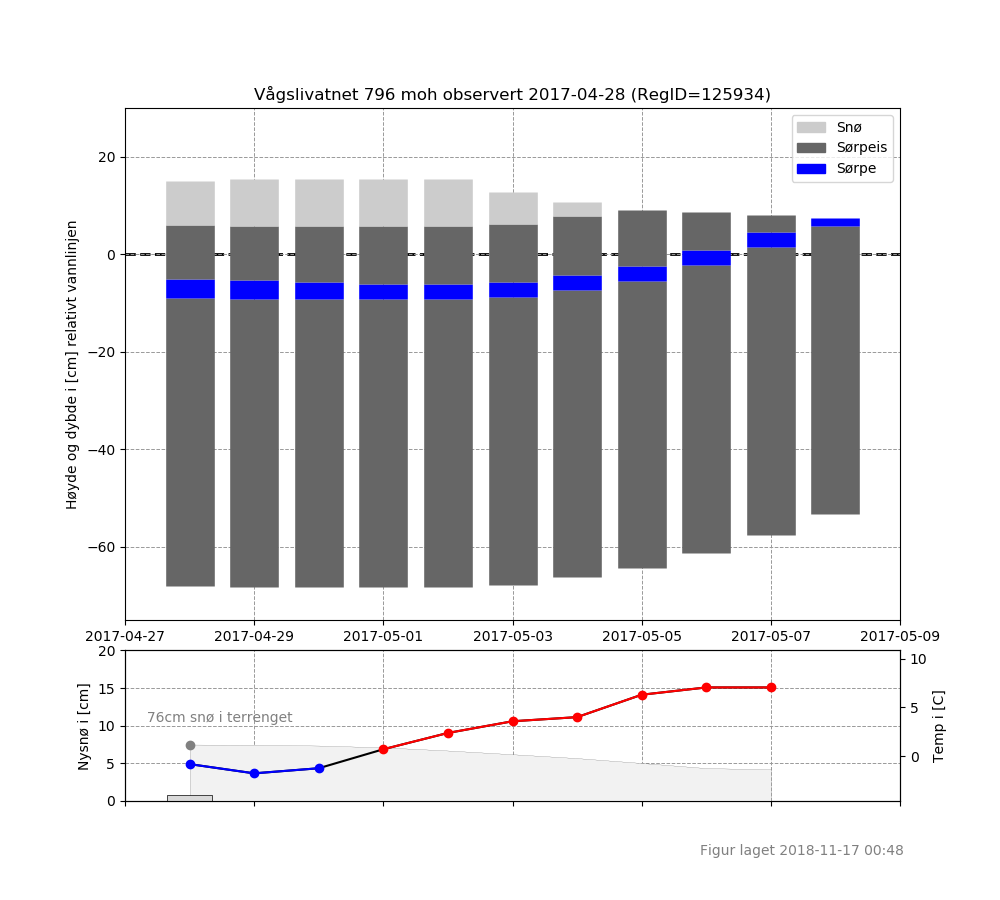 Vågslivatnet 796 moh observert 2017-04-28 (RegID=125934)
Snø
Sørpeis
Sørpe
20
0
−20
−40
−60
Høyde og dybde i [cm] relativt vannlinjen
2017-04-27 2017-04-29 2017-05-01 2017-05-03 2017-05-05 2017-05-07 2017-05-09
20
15
10
5
0
Nysnø i [cm]
76cm snø i terrenget
10
5
0
Temp i [C]
Figur laget 2018-11-17 00:48